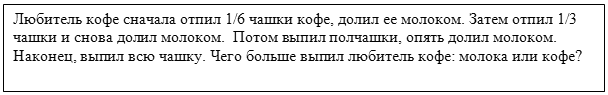 Любитель кофе сначала отпил 1/6 чашки кофе, долил ее молоком. Затем отпил 1/3
чашки и снова долил молоком.  Потом выпил полчашки, опять долил молоком.
Наконец, выпил всю чашку. Чего больше выпил любитель кофе: молока или кофе?